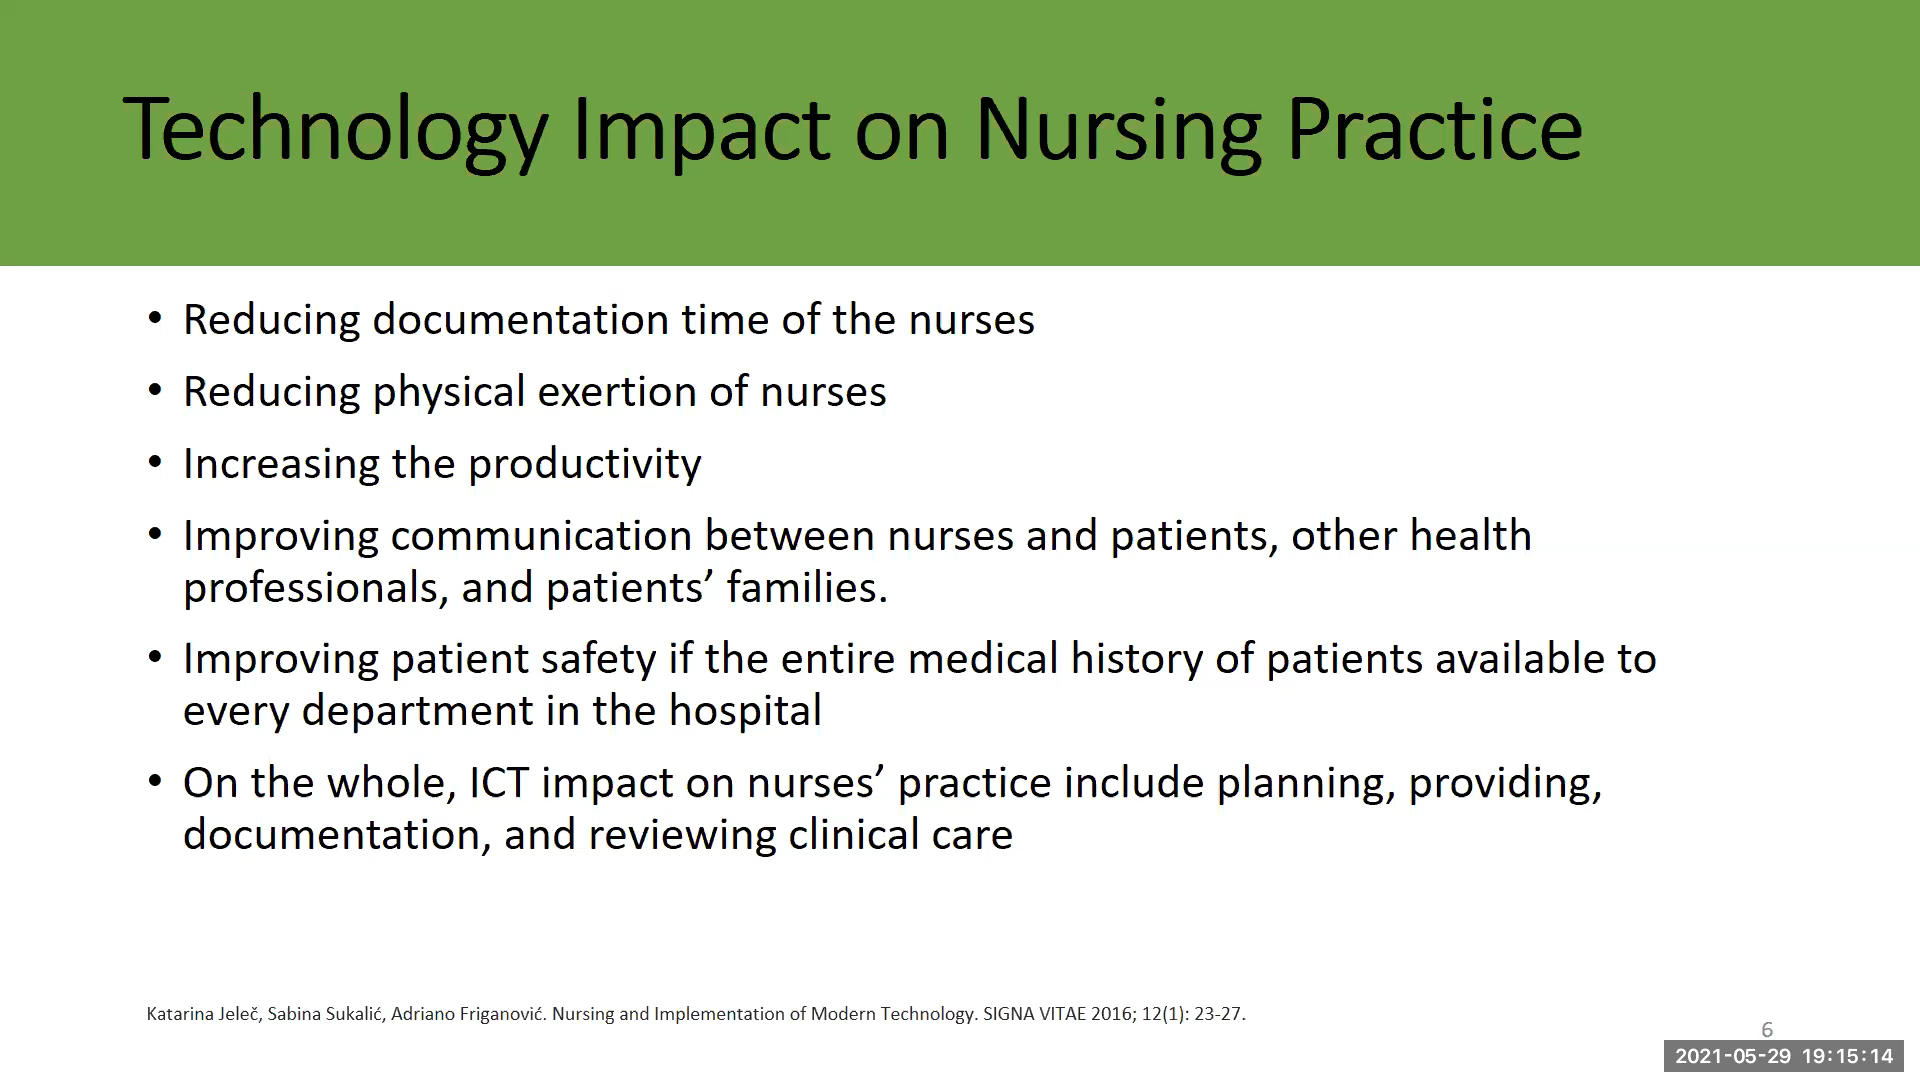 Technology Impact on Nursing Practice
• Reducing documentation time of the nurses
• Reducing physical exertion of nurses
• Increasing the productivity
• Improving communication between nurses and patients, other health
professionals, and patients’ families.
• Improving patient safety if the entire medical history of patients available to
every department in the hospital
• On the whole, ICT impact on nurses’ practice include planning, providing,
documentation, and reviewing clinical care
Katarina Jeleč, Sabina Sukalić, Adriano Friganović. Nursing and Implementation of Modern Technology. SIGNA VITAE 2016; 12(1): 23-27.
6
2021-05-29 19:15:14